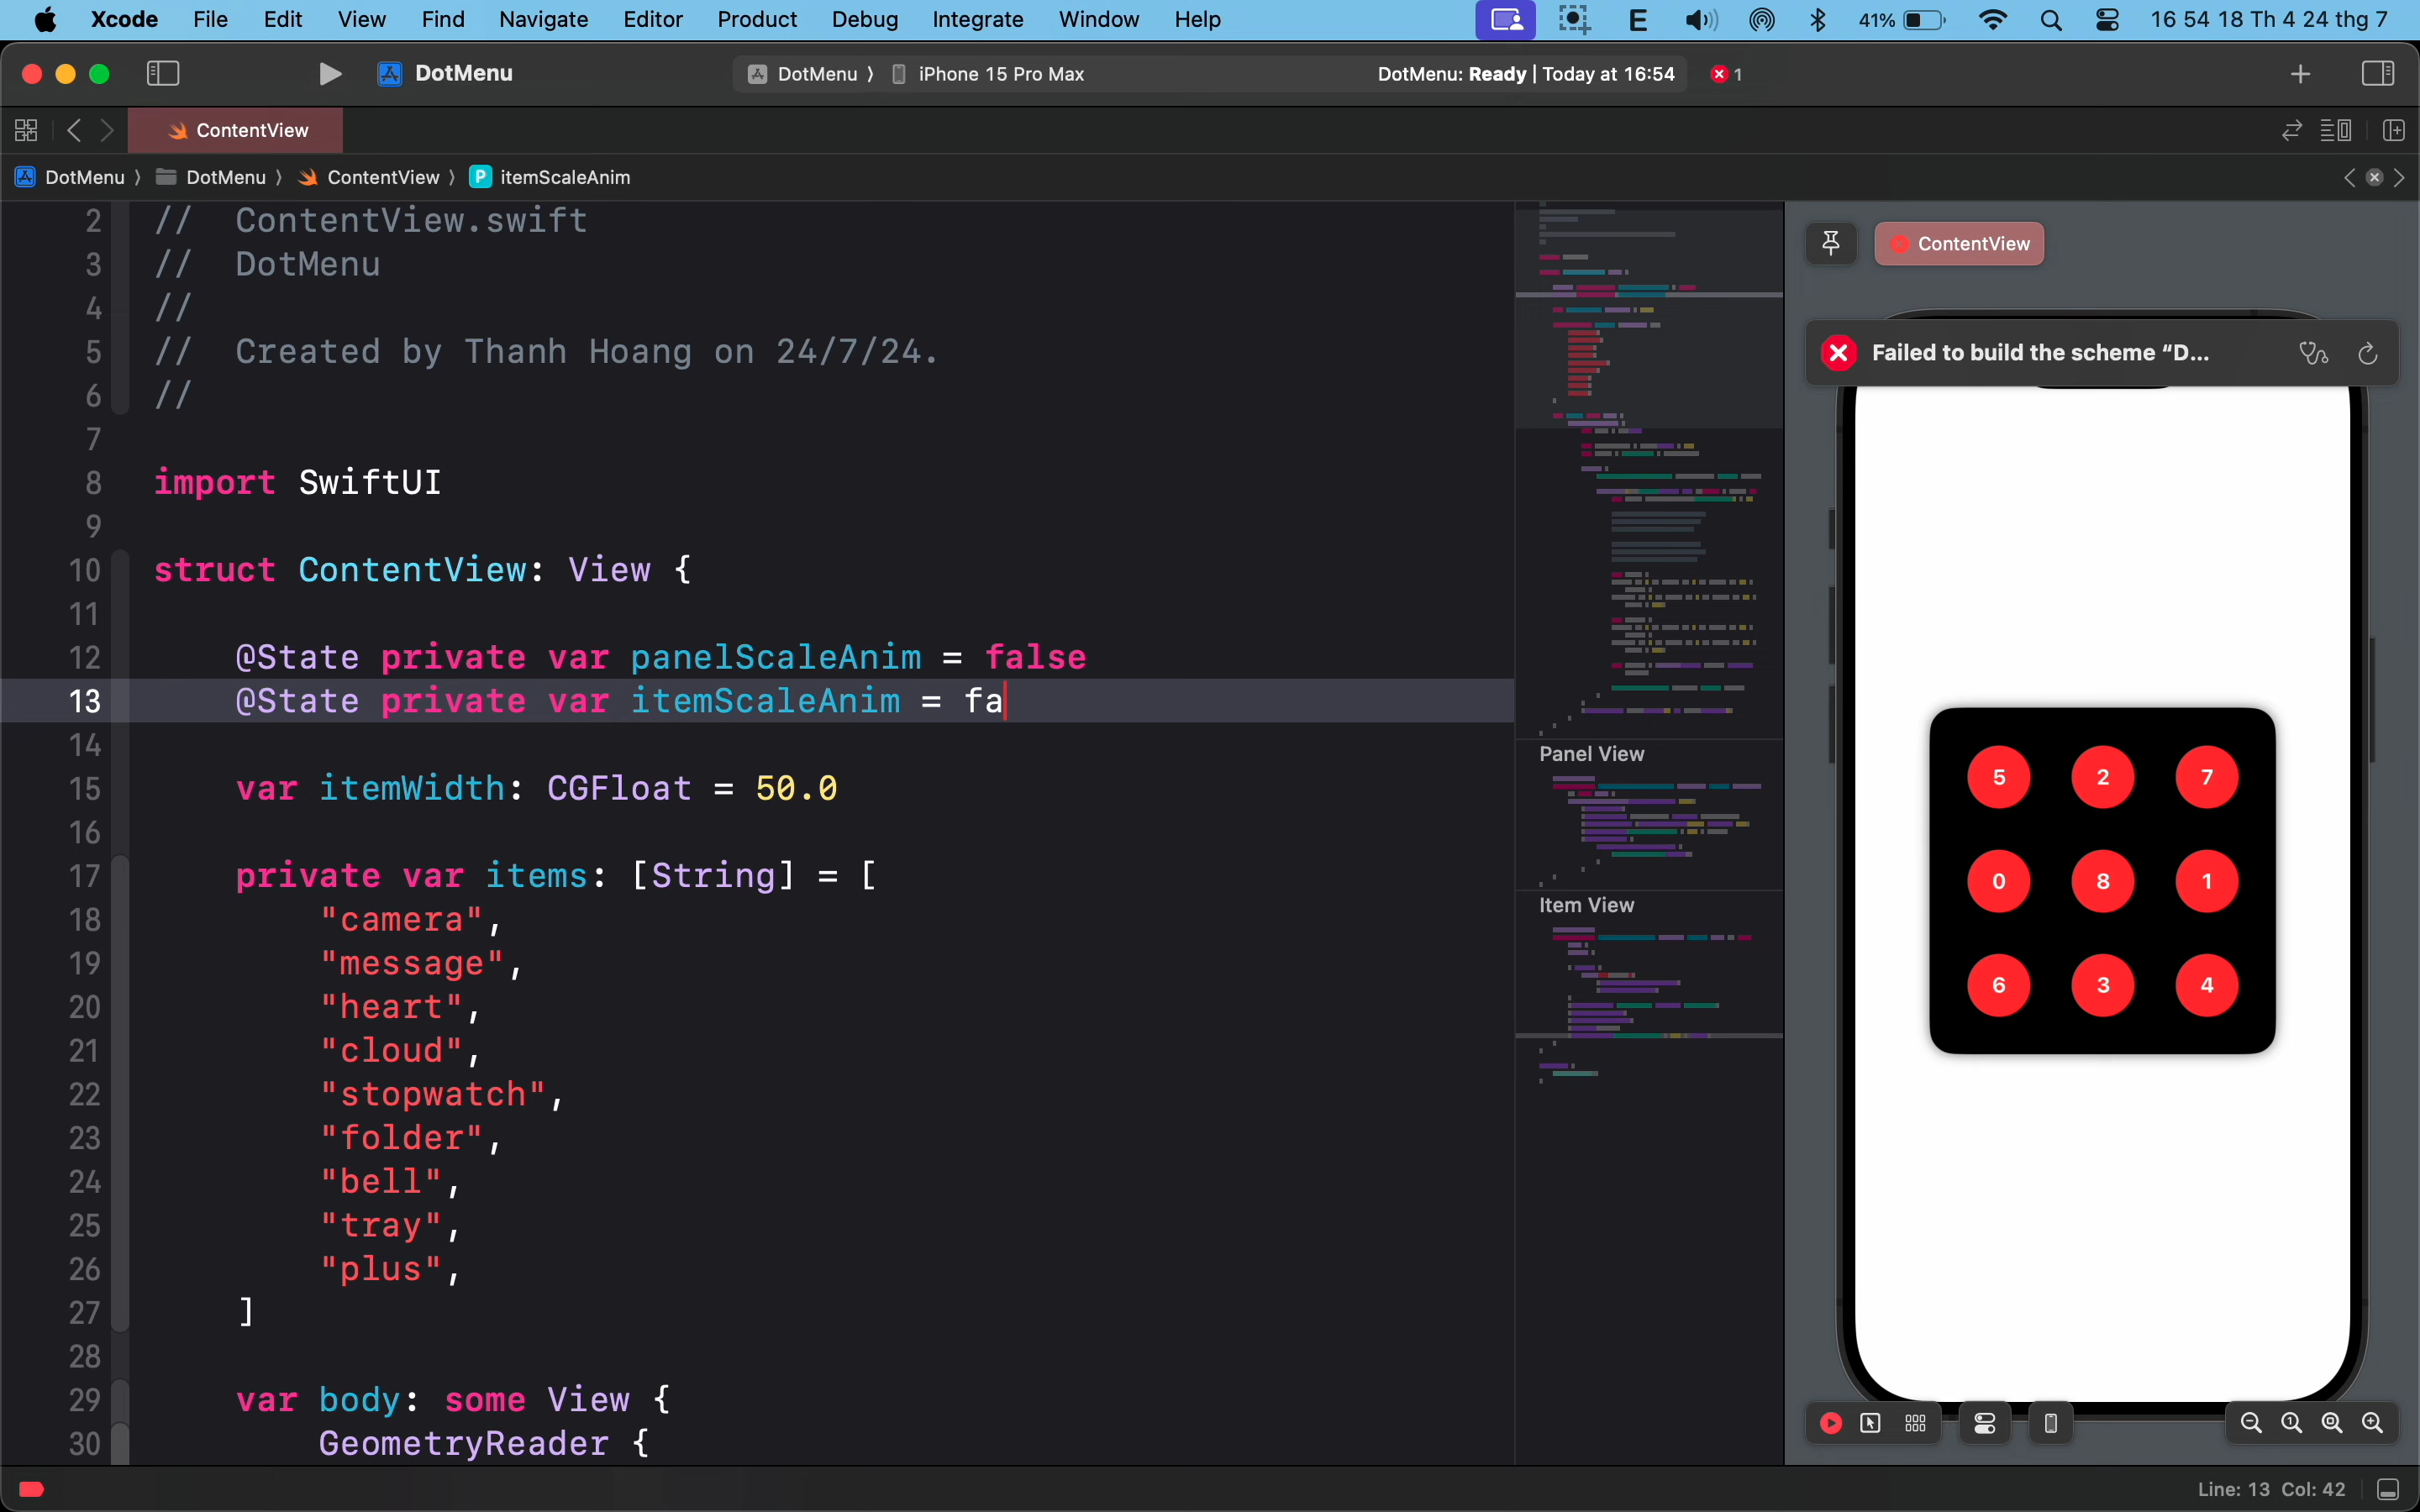 Xcode File Edit View Find Navigate Editor Product Debug Integrate Window Help E 41% 16 54 18 Th 4 24 thg 7
DotMenu DotMenu 〉 iPhone 15 Pro Max DotMenu: Ready | Today at 16:54 1
ContentView
DotMenu 〉 DotMenu 〉 ContentView 〉 P itemScaleAnim
2 // ContentView.swift
3 // DotMenu
4 //
5 // Created by Thanh Hoang on 24/7/24.
6 //
7
8 import SwiftUI
9
10 struct ContentView: View {
11
12 @State private var panelScaleAnim = false
13 @State private var itemScaleAnim = fa
14
15 var itemWidth: CGFloat = 50.0
16
17 private var items: [String] = [
18 "camera",
19 "message",
20 "heart",
21 "cloud",
22 "stopwatch",
23 "folder",
24 "bell",
25 "tray",
26 "plus",
27 ]
28
29 var body: some View {
30 GeometryReader {
Panel View
Item View
ContentView
Failed to build the scheme “D...
5 2 7
0 8 1
6 3 4
Line: 13 Col: 42